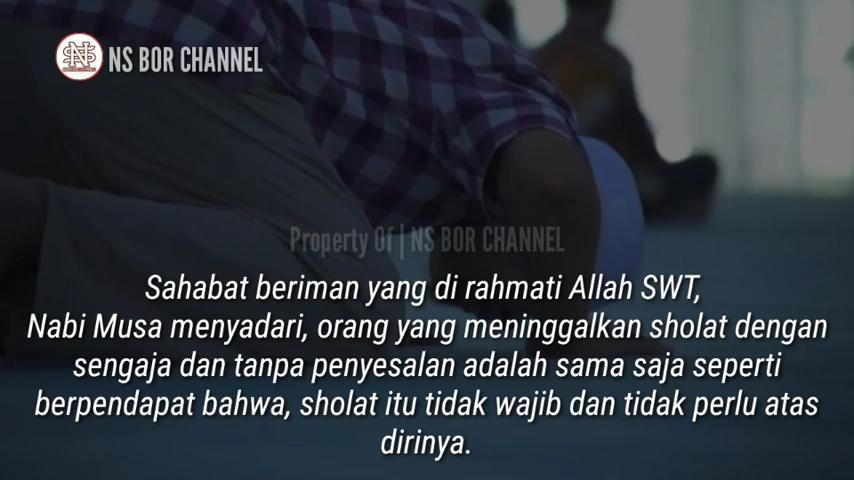 NS BOR CHANNEL
Property Of | NS BOR CHANNEL
Sahabat beriman yang di rahmati Allah SWT,
Nabi Musa menyadari, orang yang meninggalkan sholat dengan
sengaja dan tanpa penyesalan adalah sama saja seperti
berpendapat bahwa, sholat itu tidak wajib dan tidak perlu atas
dirinya.